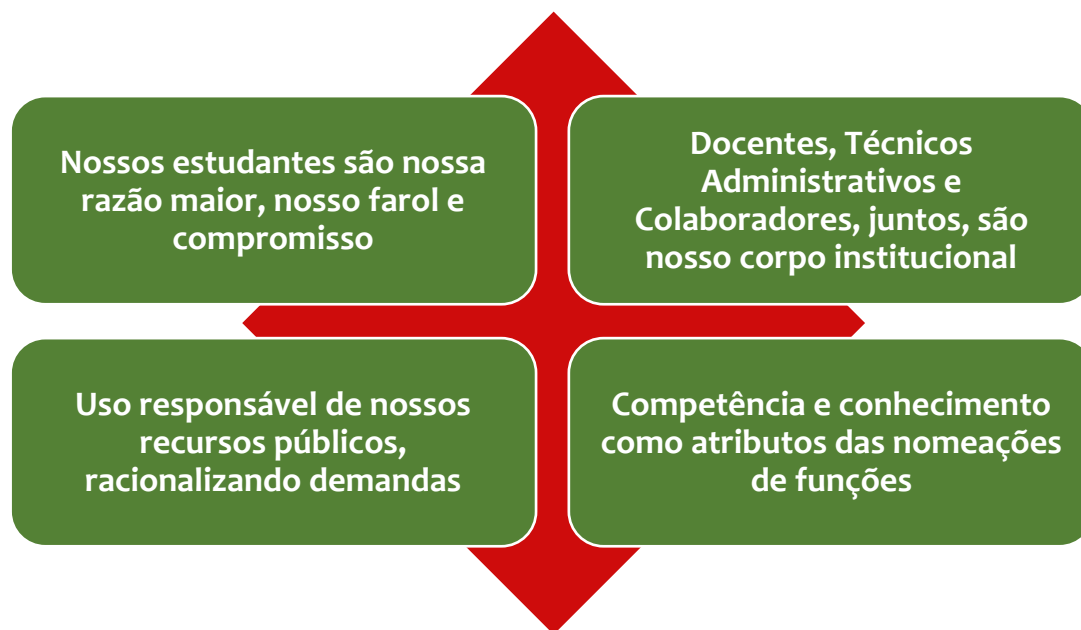 Nossos estudantes são nossa
razão maior, nosso farol e
compromisso
Docentes, Técnicos
Administrativos e
Colaboradores, juntos, são
nosso corpo institucional
Uso responsável de nossos
recursos públicos,
racionalizando demandas
Competência e conhecimento
como atributos das nomeações
de funções